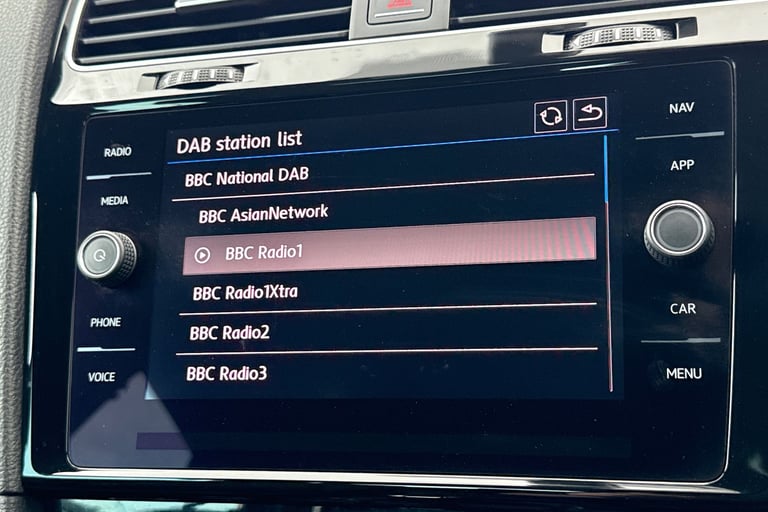 DAB station list
BBC National DAB
BBC AsianNetwork
BBC Radio1
BBC Radio1Xtra
BBC Radio2
BBC Radio3
RADIO
MEDIA
PHONE
VOICE
NAV
APP
CAR
MENU